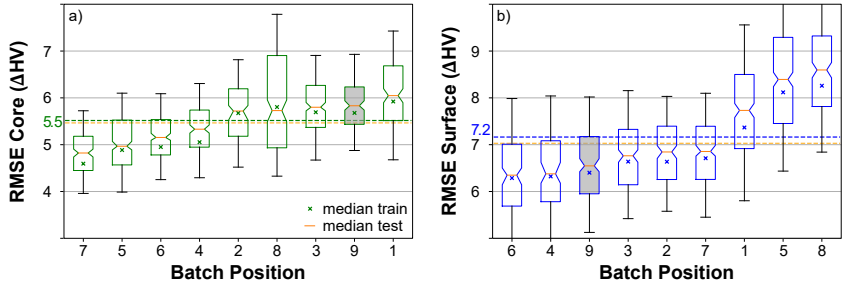 a)
RMSE Core (ΔHV)
7
6
5.5
5
4
median train
median test
7 5 6 4 2 8 3 9 1
Batch Position
b)
RMSE Surface (ΔHV)
9
8
7.2
7
6
6 4 9 3 2 7 1 5 8
Batch Position